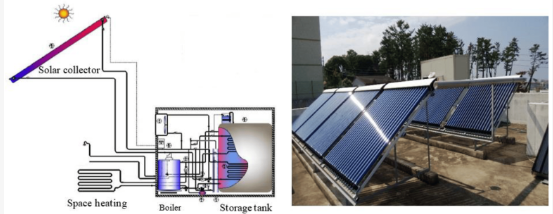 Solar collector
Space heating
Boiler
Storage tank